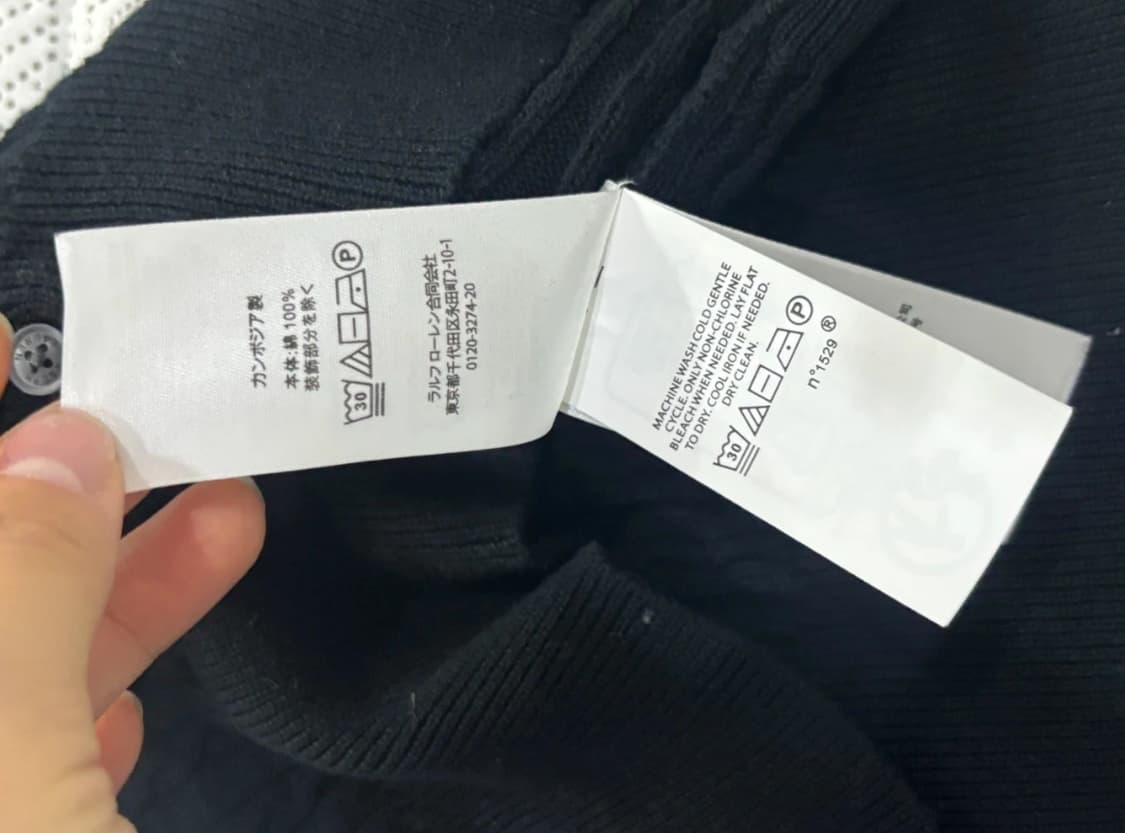 カンボジア製
本体:綿 100%
装飾部分を除く
30
P
ラルフ ローレン合同会社
東京都千代田区永田町2-10-1
0120-3274-20
MACHINE WASH COLD GENTLE
CYCLE. ONLY NON-CHLORINE
BLEACH WHEN NEEDED. LAY FLAT
TO DRY. COOL IRON IF NEEDED.
DRY CLEAN.
30
P
n°1529 ®